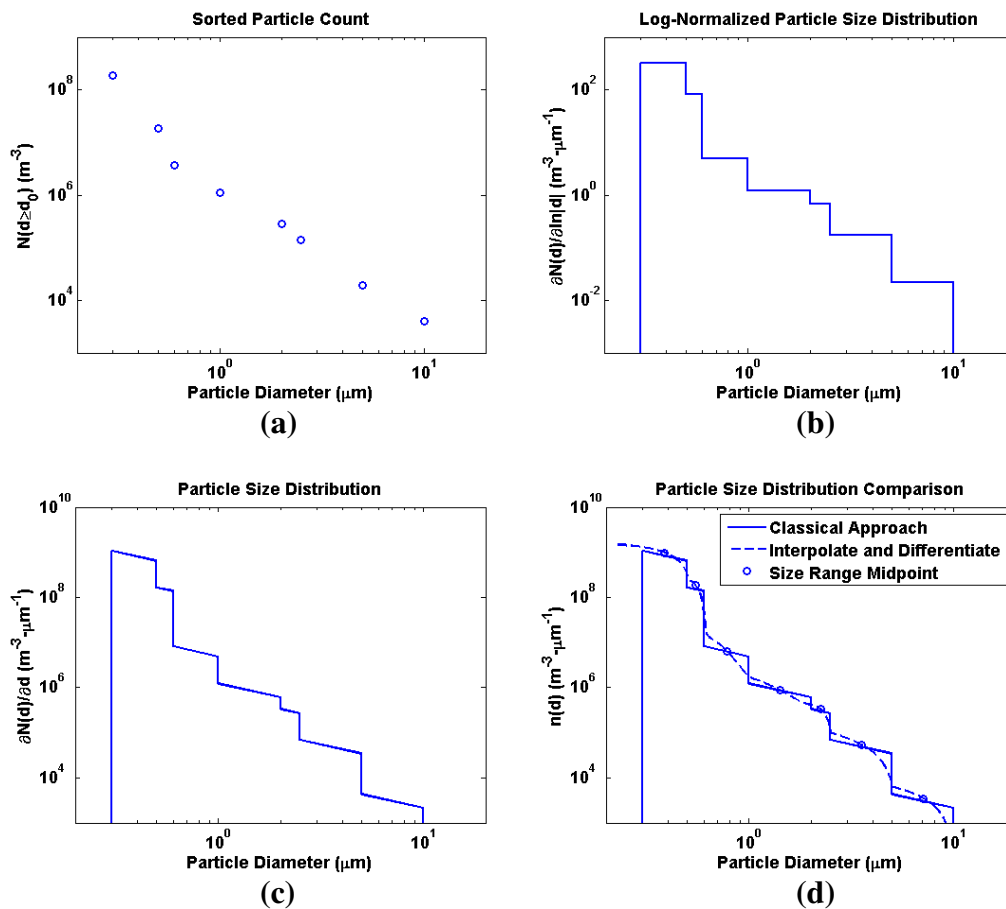 Sorted Particle Count
10^8
10^6
10^4
N(d≥d_0) (m^-3)
10^0
10^1
Particle Diameter (μm)
(a)
Log-Normalized Particle Size Distribution
10^2
10^0
10^-2
∂N(d)/∂ln|d| (m^-3-μm^-1)
10^0
10^1
Particle Diameter (μm)
(b)
Particle Size Distribution
10^10
10^8
10^6
10^4
∂N(d)/∂d (m^-3-μm^-1)
10^0
10^1
Particle Diameter (μm)
(c)
Particle Size Distribution Comparison
10^10
10^8
10^6
10^4
n(d) (m^-3-μm^-1)
Classical Approach
Interpolate and Differentiate
Size Range Midpoint
10^0
10^1
Particle Diameter (μm)
(d)